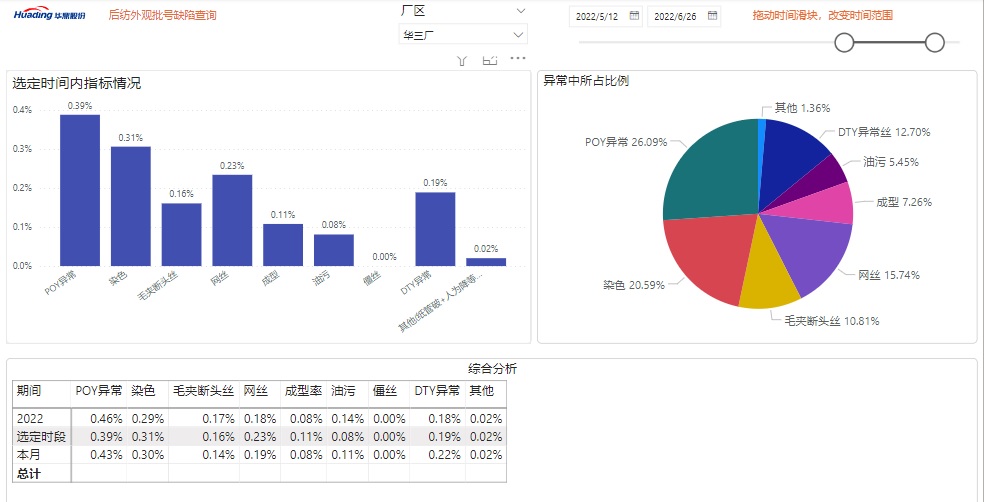 Huading 华鼎股份
后纺外观批号缺陷查询
厂区
华三厂
2022/5/12
2022/6/26
拖动时间滑块，改变时间范围
选定时间内指标情况
0.4%
0.3%
0.2%
0.1%
0.0%
0.39%
0.31%
0.16%
0.23%
0.11%
0.08%
0.00%
0.19%
0.02%
POY异常
染色
毛夹断头丝
网丝
成型
油污
僵丝
DTY异常
其他(纸管破+人为降等...
异常中所占比例
其他 1.36%
DTY异常丝 12.70%
油污 5.45%
成型 7.26%
网丝 15.74%
毛夹断头丝 10.81%
染色 20.59%
POY异常 26.09%
综合分析
期间 POY异常 染色 毛夹断头丝 网丝 成型率 油污 僵丝 DTY异常 其他
2022 0.46% 0.29% 0.17% 0.18% 0.08% 0.14% 0.00% 0.18% 0.02%
选定时段 0.39% 0.31% 0.16% 0.23% 0.11% 0.08% 0.00% 0.19% 0.02%
本月 0.43% 0.30% 0.14% 0.19% 0.08% 0.11% 0.00% 0.22% 0.02%
总计